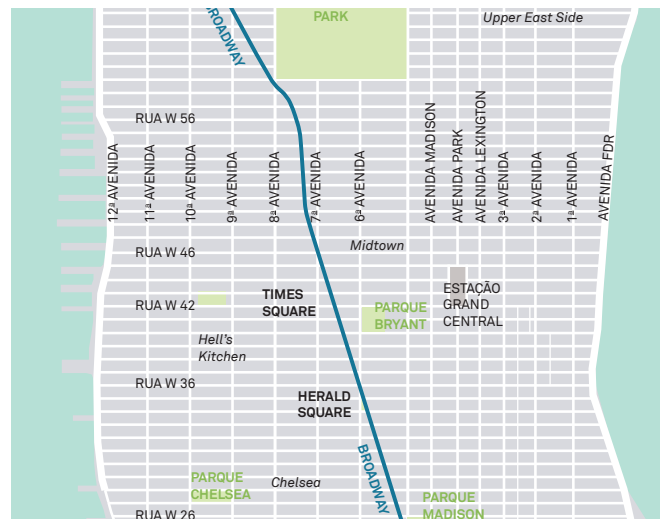 PARK
Upper East Side
BROADWAY
RUA W 56
12ª AVENIDA
11ª AVENIDA
10ª AVENIDA
9ª AVENIDA
8ª AVENIDA
7ª AVENIDA
6ª AVENIDA
AVENIDA MADISON
AVENIDA PARK
AVENIDA LEXINGTON
3ª AVENIDA
2ª AVENIDA
1ª AVENIDA
AVENIDA FDR
RUA W 46
Midtown
TIMES
SQUARE
ESTAÇÃO
GRAND
CENTRAL
RUA W 42
PARQUE
BRYANT
Hell's
Kitchen
RUA W 36
HERALD
SQUARE
BROADWAY
PARQUE
CHELSEA
Chelsea
PARQUE
MADISON
RUA W 26